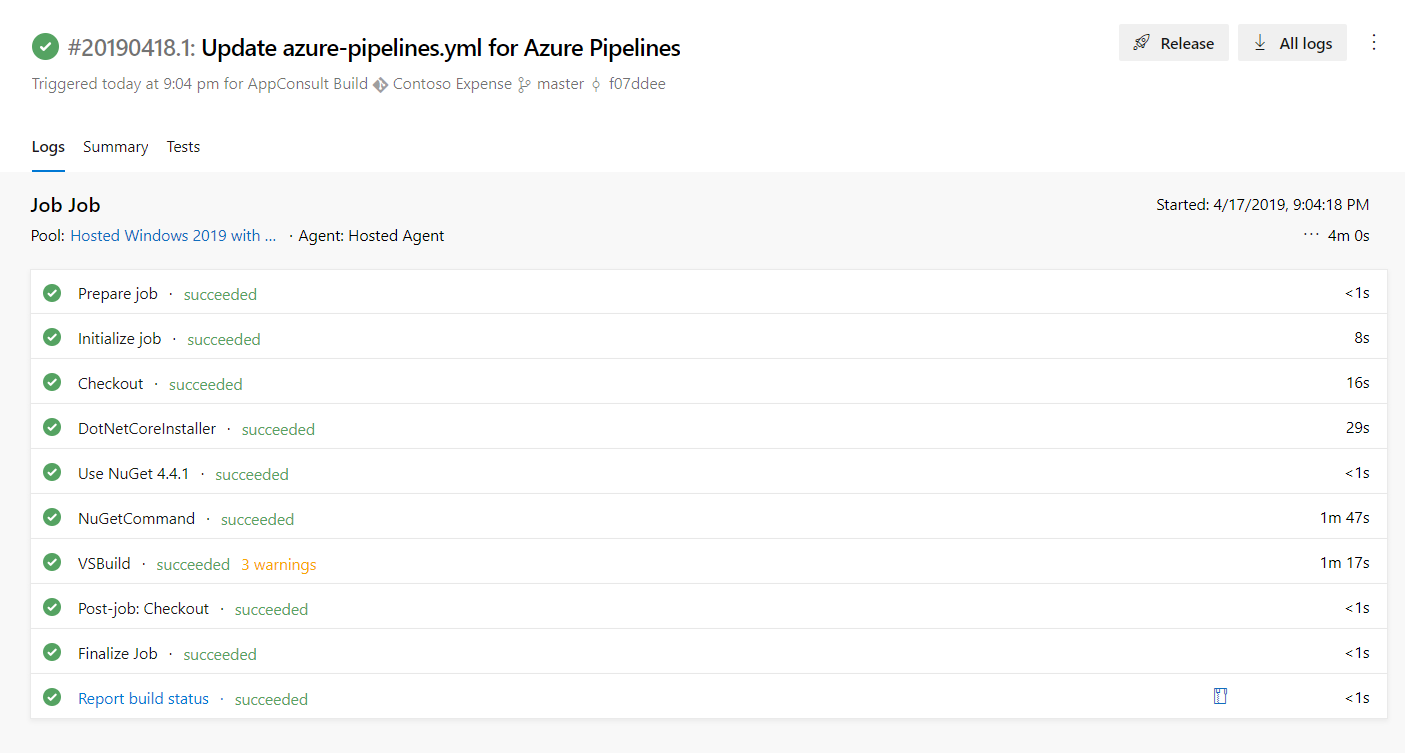 #20190418.1: Update azure-pipelines.yml for Azure Pipelines
Release
All logs
Triggered today at 9:04 pm for AppConsult Build Contoso Expense master f07ddee
Logs Summary Tests
Job Job
Started: 4/17/2019, 9:04:18 PM
Pool: Hosted Windows 2019 with ... · Agent: Hosted Agent
··· 4m 0s
Prepare job · succeeded <1s
Initialize job · succeeded 8s
Checkout · succeeded 16s
DotNetCoreInstaller · succeeded 29s
Use NuGet 4.4.1 · succeeded <1s
NuGetCommand · succeeded 1m 47s
VSBuild · succeeded 3 warnings 1m 17s
Post-job: Checkout · succeeded <1s
Finalize Job · succeeded <1s
Report build status · succeeded <1s